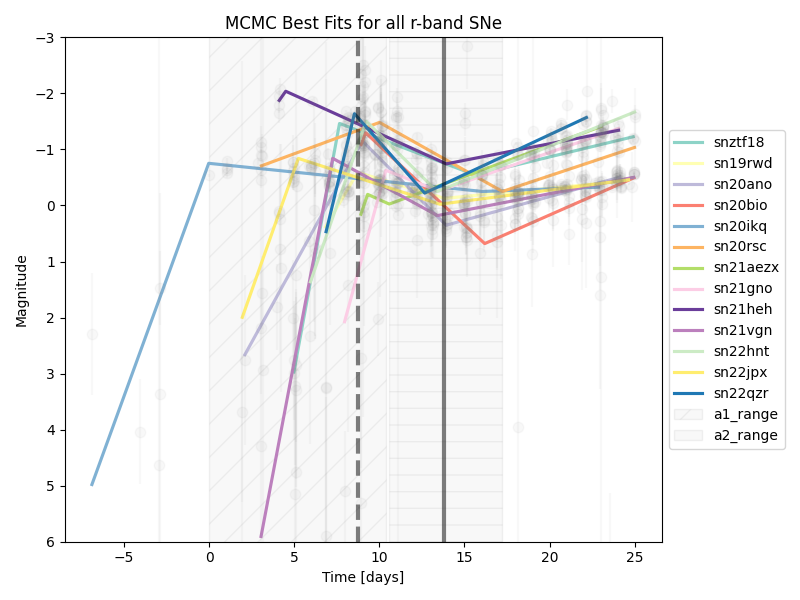 MCMC Best Fits for all r-band SNe
−3
−2
−1
0
1
2
3
4
5
6
Magnitude
−5
0
5
10
15
20
25
Time [days]
snztf18
sn19rwd
sn20ano
sn20bio
sn20ikq
sn20rsc
sn21aezx
sn21gno
sn21heh
sn21vgn
sn22hnt
sn22jpx
sn22qzr
a1_range
a2_range